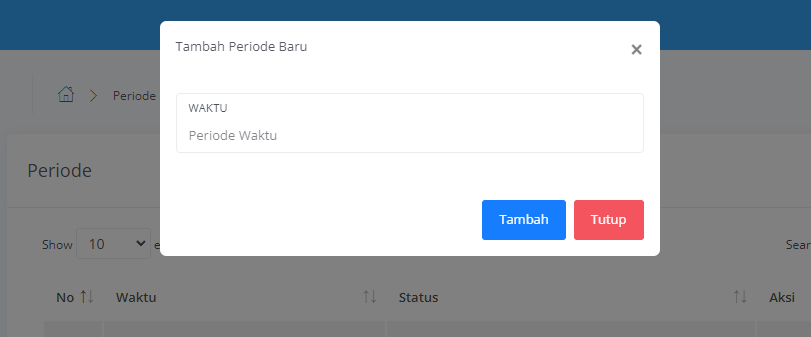 Tambah Periode Baru
×
WAKTU
Periode Waktu
Tambah Tutup
Periode
Periode
Show 10 e
Sear
No Waktu Status Aksi